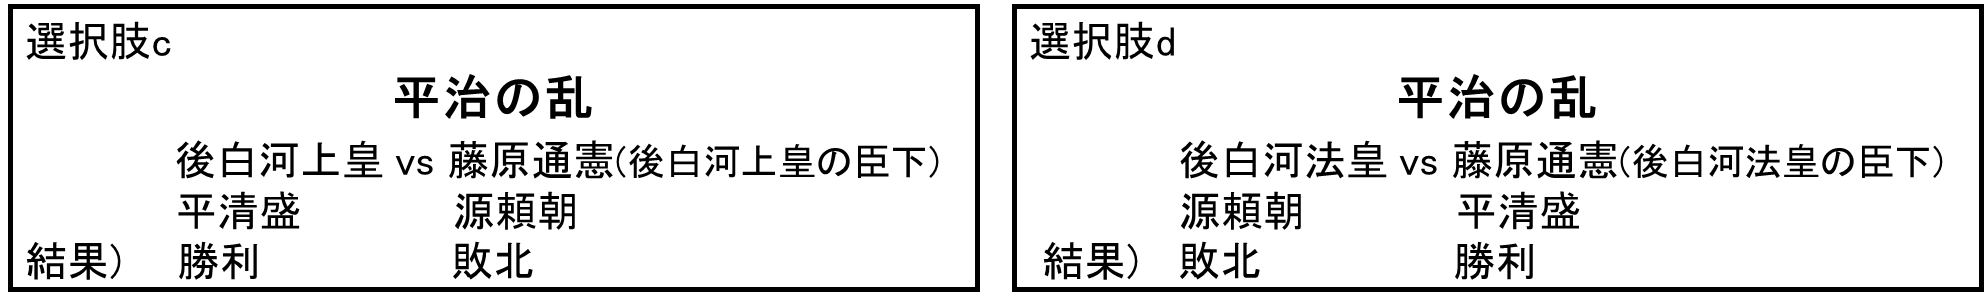 選択肢c
平治の乱
後白河上皇 vs 藤原通憲(後白河上皇の臣下)
平清盛 源頼朝
結果) 勝利 敗北
選択肢d
平治の乱
後白河法皇 vs 藤原通憲(後白河法皇の臣下)
源頼朝 平清盛
結果) 敗北 勝利